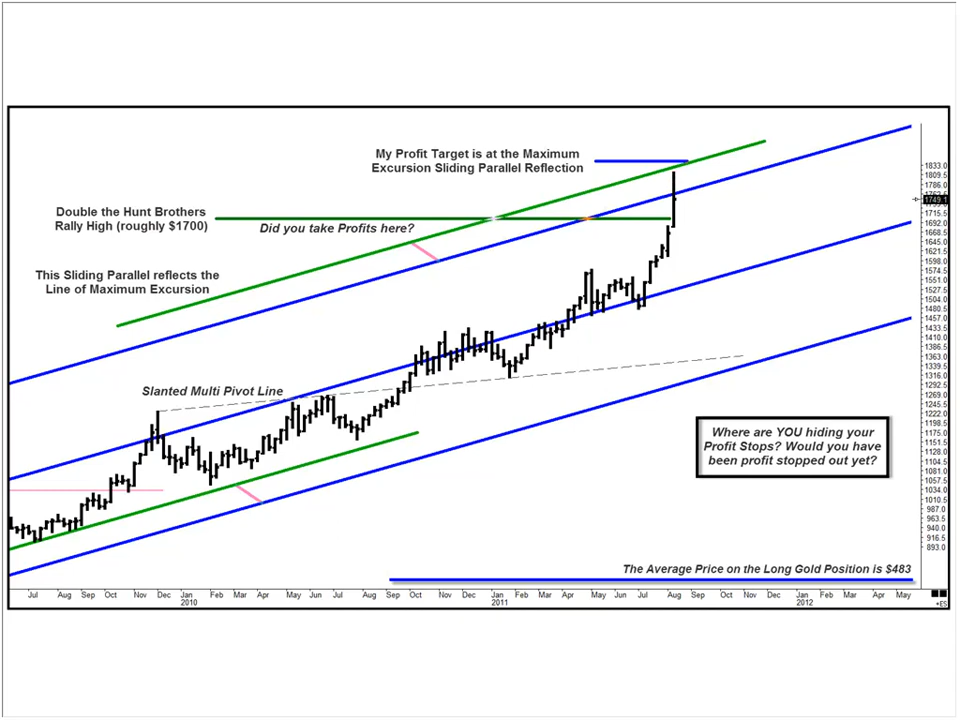 My Profit Target is at the Maximum
Excursion Sliding Parallel Reflection
Double the Hunt Brothers
Rally High (roughly $1700)
Did you take Profits here?
This Sliding Parallel reflects the
Line of Maximum Excursion
Slanted Multi Pivot Line
Where are YOU hiding your
Profit Stops? Would you have
been profit stopped out yet?
The Average Price on the Long Gold Position is $483
1833.0
1809.5
1786.0
1749.1
1715.5
1692.0
1668.5
1645.0
1621.5
1598.0
1574.5
1551.0
1527.5
1504.0
1480.5
1457.0
1433.5
1410.0
1386.5
1363.0
1339.5
1316.0
1292.5
1269.0
1245.5
1222.0
1198.5
1175.0
1151.5
1128.0
1104.5
1081.0
1057.5
1034.0
1010.5
987.0
963.5
940.0
916.5
893.0
Jul Aug Sep Oct Nov Dec Jan Feb Mar Apr May Jun Jul Aug Sep Oct Nov Dec Jan Feb Mar Apr May Jun Jul Aug Sep Oct Nov Dec Jan Feb Mar Apr May
2010 2011 2012
+ES